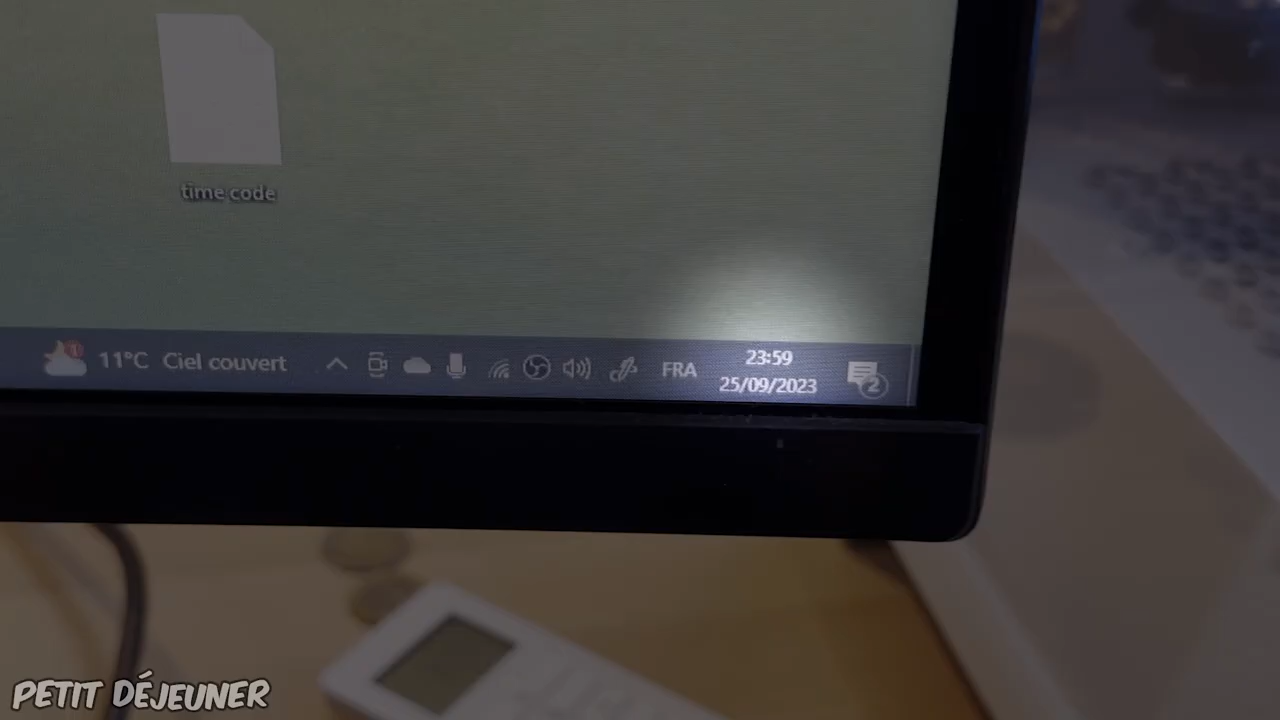 time code
11°C Ciel couvert
FRA
23:59
25/09/2023
2
PETIT DÉJEUNER